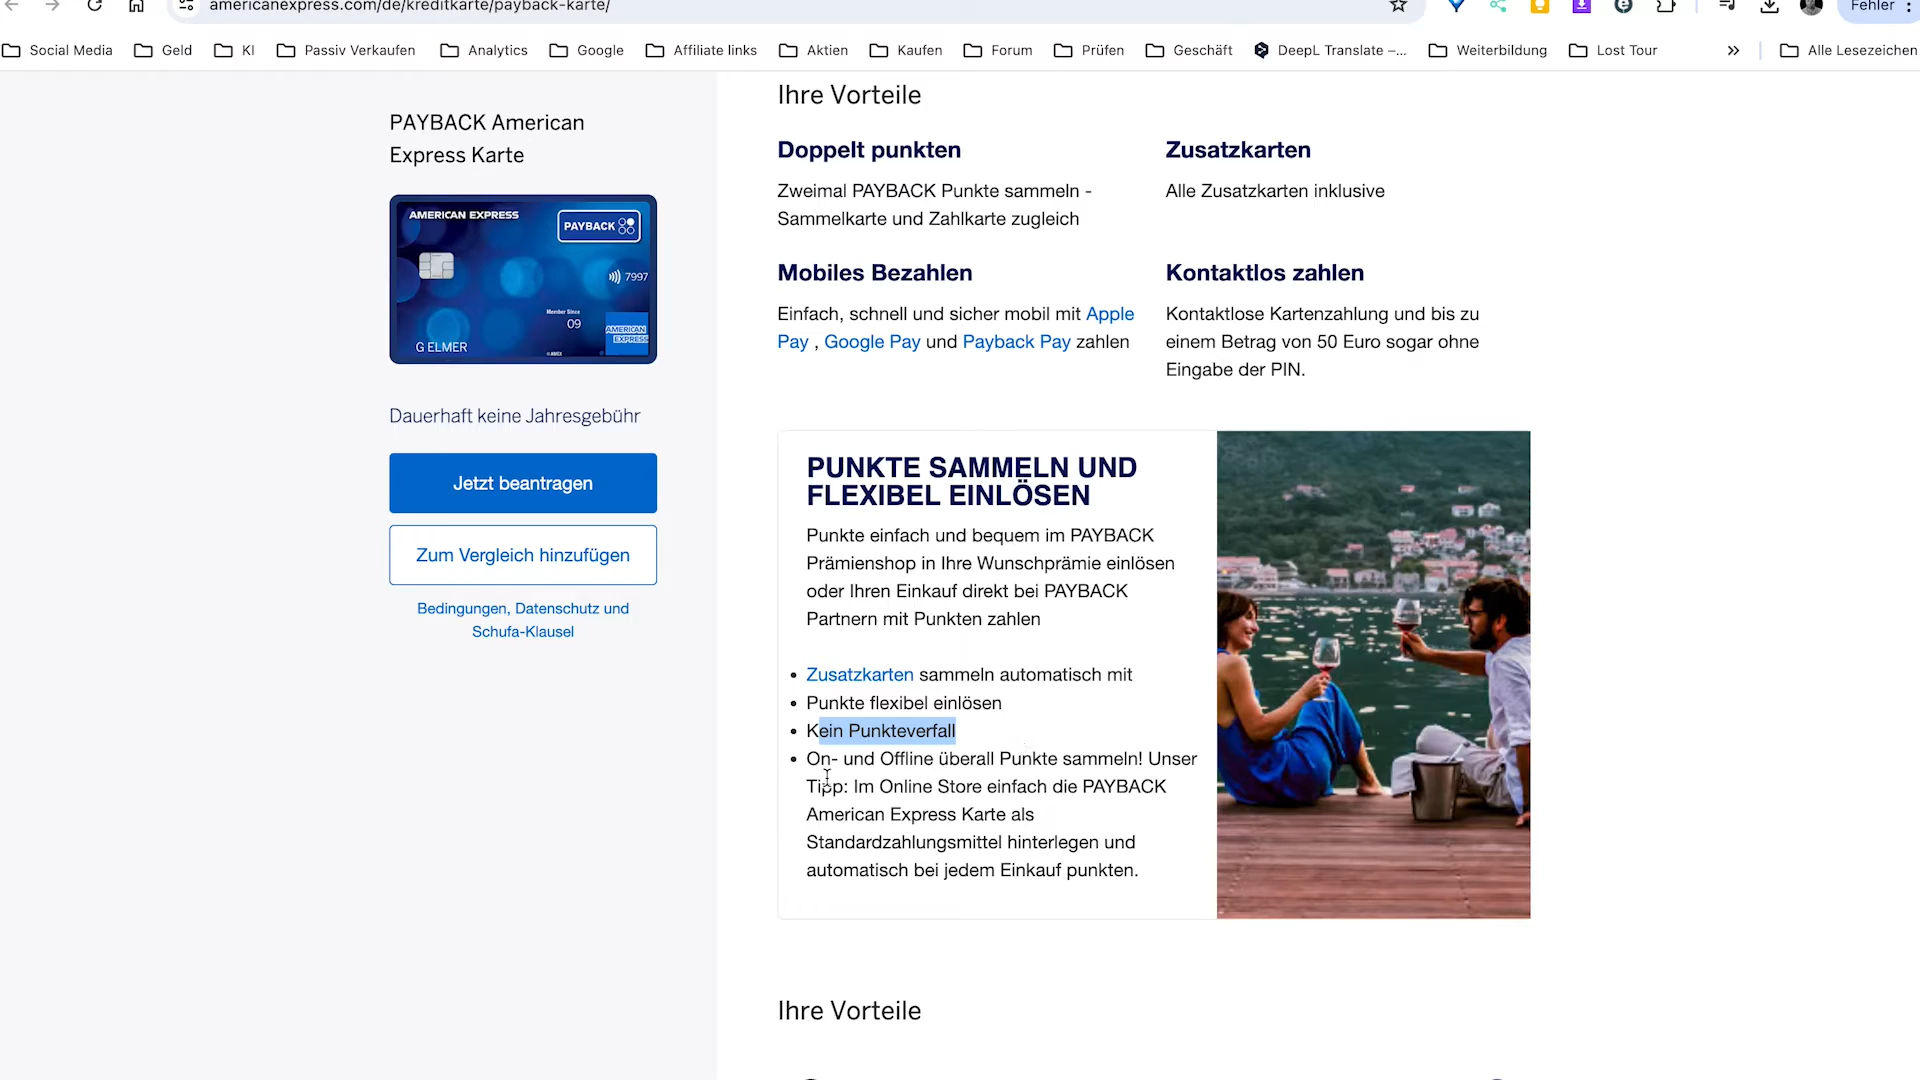 americanexpress.com/de/kreditkarte/payback-karte/
Fehler
Social Media
Geld
KI
Passiv Verkaufen
Analytics
Google
Affiliate links
Aktien
Kaufen
Forum
Prüfen
Geschäft
DeepL Translate –...
Weiterbildung
Lost Tour
Alle Lesezeichen
PAYBACK American
Express Karte
AMERICAN EXPRESS
PAYBACK
7997
Member Since
09
G ELMER
AMERICAN
EXPRESS
Dauerhaft keine Jahresgebühr
Jetzt beantragen
Zum Vergleich hinzufügen
Bedingungen, Datenschutz und
Schufa-Klausel
Ihre Vorteile
Doppelt punkten
Zweimal PAYBACK Punkte sammeln -
Sammelkarte und Zahlkarte zugleich
Zusatzkarten
Alle Zusatzkarten inklusive
Mobiles Bezahlen
Einfach, schnell und sicher mobil mit Apple
Pay , Google Pay und Payback Pay zahlen
Kontaktlos zahlen
Kontaktlose Kartenzahlung und bis zu
einem Betrag von 50 Euro sogar ohne
Eingabe der PIN.
PUNKTE SAMMELN UND
FLEXIBEL EINLÖSEN
Punkte einfach und bequem im PAYBACK
Prämienshop in Ihre Wunschprämie einlösen
oder Ihren Einkauf direkt bei PAYBACK
Partnern mit Punkten zahlen
• Zusatzkarten sammeln automatisch mit
• Punkte flexibel einlösen
• Kein Punkteverfall
• On- und Offline überall Punkte sammeln! Unser
Tipp: Im Online Store einfach die PAYBACK
American Express Karte als
Standardzahlungsmittel hinterlegen und
automatisch bei jedem Einkauf punkten.
Ihre Vorteile